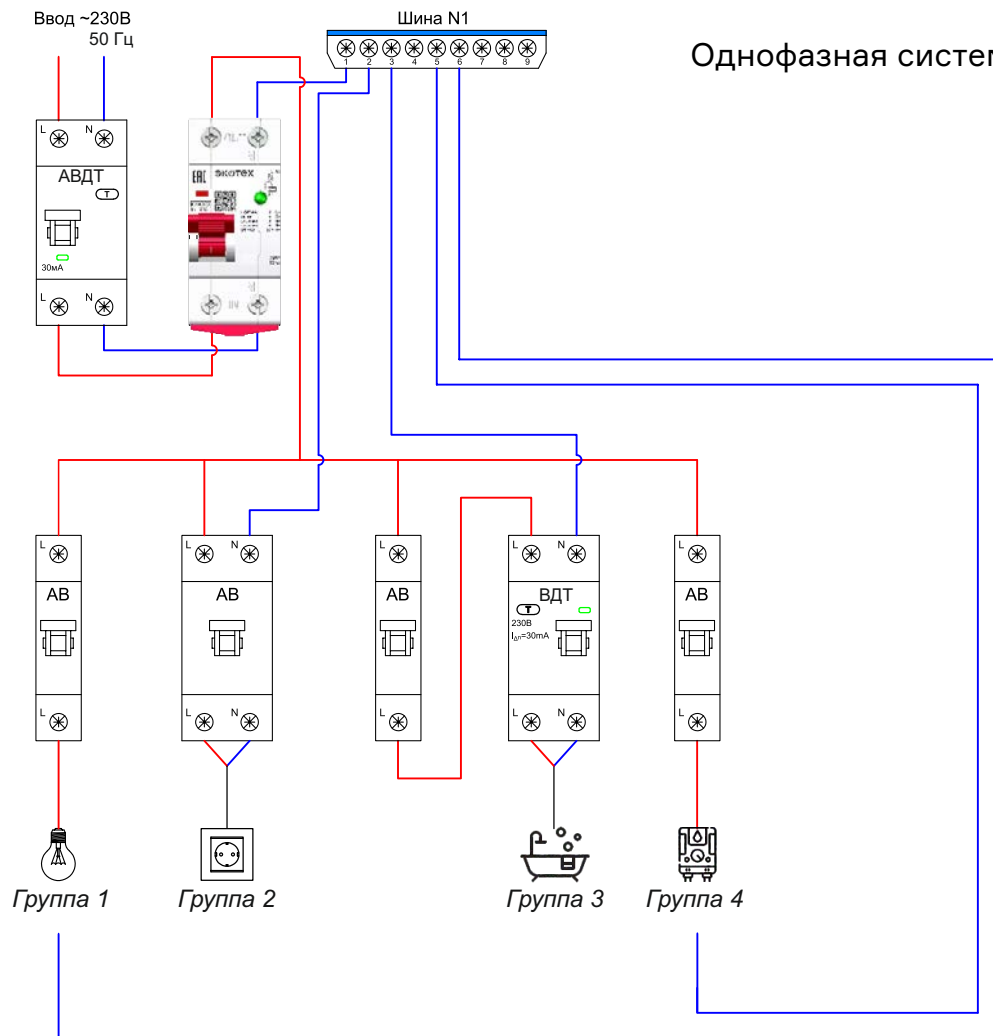 Ввод ~230В
50 Гц
Шина N1
1 2 3 4 5 6 7 8 9
Однофазная систем
L N
АВДТ
T
30мА
L N
ЭКОТЕХ
L
АВ
L
L N
АВ
L N
L
АВ
L
L N
ВДТ
T
230В
IΔn=30mA
L N
L
АВ
L
Группа 1
Группа 2
Группа 3
Группа 4